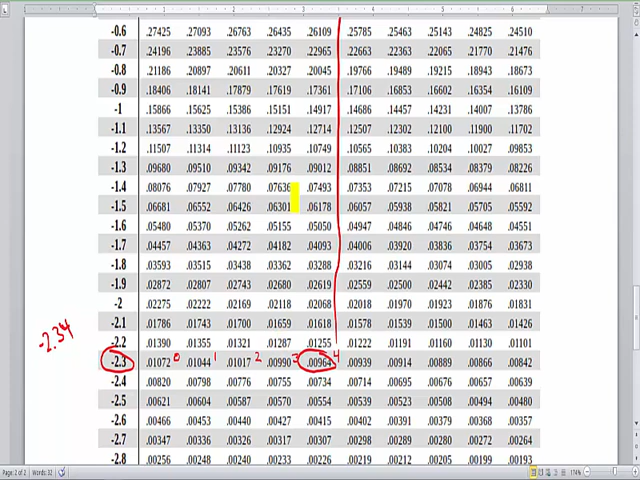 -0.6 .27425 .27093 .26763 .26435 .26109 .25785 .25463 .25143 .24825 .24510
-0.7 .24196 .23885 .23576 .23270 .22965 .22663 .22363 .22065 .21770 .21476
-0.8 .21186 .20897 .20611 .20327 .20045 .19766 .19489 .19215 .18943 .18673
-0.9 .18406 .18141 .17879 .17619 .17361 .17106 .16853 .16602 .16354 .16109
-1 .15866 .15625 .15386 .15151 .14917 .14686 .14457 .14231 .14007 .13786
-1.1 .13567 .13350 .13136 .12924 .12714 .12507 .12302 .12100 .11900 .11702
-1.2 .11507 .11314 .11123 .10935 .10749 .10565 .10383 .10204 .10027 .09853
-1.3 .09680 .09510 .09342 .09176 .09012 .08851 .08692 .08534 .08379 .08226
-1.4 .08076 .07927 .07780 .07636 .07493 .07353 .07215 .07078 .06944 .06811
-1.5 .06681 .06552 .06426 .06301 .06178 .06057 .05938 .05821 .05705 .05592
-1.6 .05480 .05370 .05262 .05155 .05050 .04947 .04846 .04746 .04648 .04551
-1.7 .04457 .04363 .04272 .04182 .04093 .04006 .03920 .03836 .03754 .03673
-1.8 .03593 .03515 .03438 .03362 .03288 .03216 .03144 .03074 .03005 .02938
-1.9 .02872 .02807 .02743 .02680 .02619 .02559 .02500 .02442 .02385 .02330
-2 .02275 .02222 .02169 .02118 .02068 .02018 .01970 .01923 .01876 .01831
-2.1 .01786 .01743 .01700 .01659 .01618 .01578 .01539 .01500 .01463 .01426
-2.34
-2.2 .01390 .01355 .01321 .01287 .01255 .01222 .01191 .01160 .01130 .01101
-2.3 .01072 0 .01044 1 .01017 2 .00990 3 .00964 4 .00939 .00914 .00889 .00866 .00842
-2.4 .00820 .00798 .00776 .00755 .00734 .00714 .00695 .00676 .00657 .00639
-2.5 .00621 .00604 .00587 .00570 .00554 .00539 .00523 .00508 .00494 .00480
-2.6 .00466 .00453 .00440 .00427 .00415 .00402 .00391 .00379 .00368 .00357
-2.7 .00347 .00336 .00326 .00317 .00307 .00298 .00289 .00280 .00272 .00264
-2.8 .00256 .00248 .00240 .00233 .00226 .00219 .00212 .00205 .00199 .00193
Page: 2 of 2 Words: 32 174%